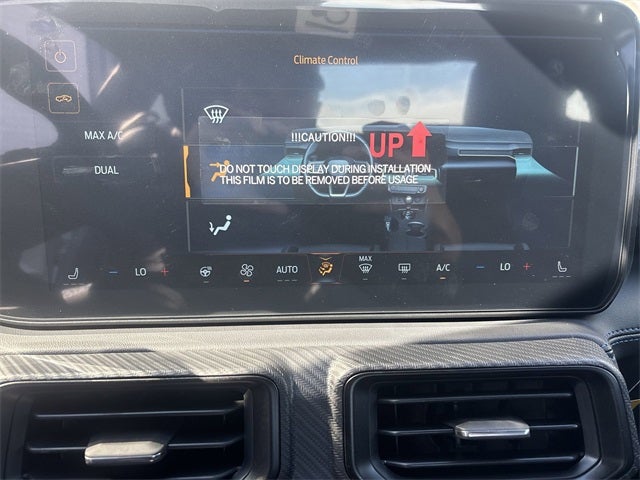 Climate Control
MAX A/C
!!!CAUTION!!!
UP
DUAL
DO NOT TOUCH DISPLAY DURING INSTALLATION
THIS FILM IS TO BE REMOVED BEFORE USAGE
- LO + AUTO MAX A/C - LO +